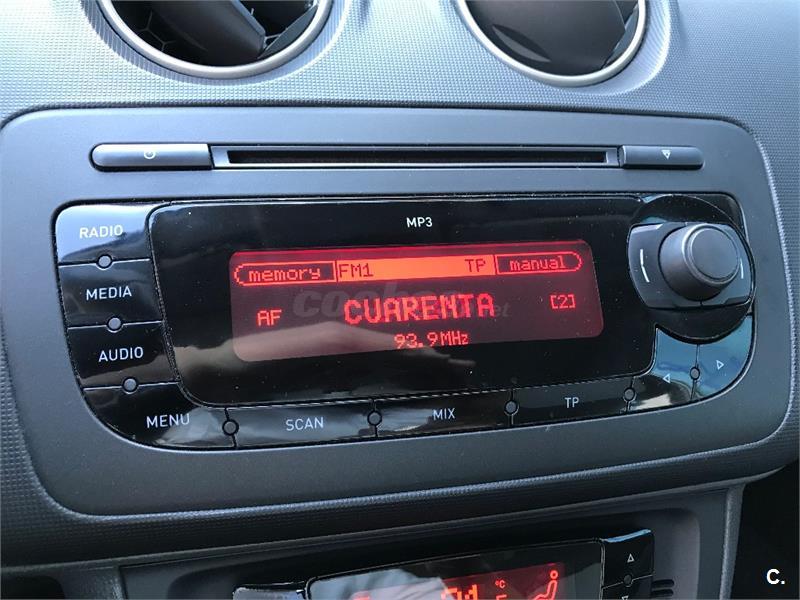 MP3
RADIO
MEDIA
AUDIO
MENU
SCAN
MIX
TP
memory FM1 TP manual
AF CUARENTA [2]
93.9MHz
°C
C.